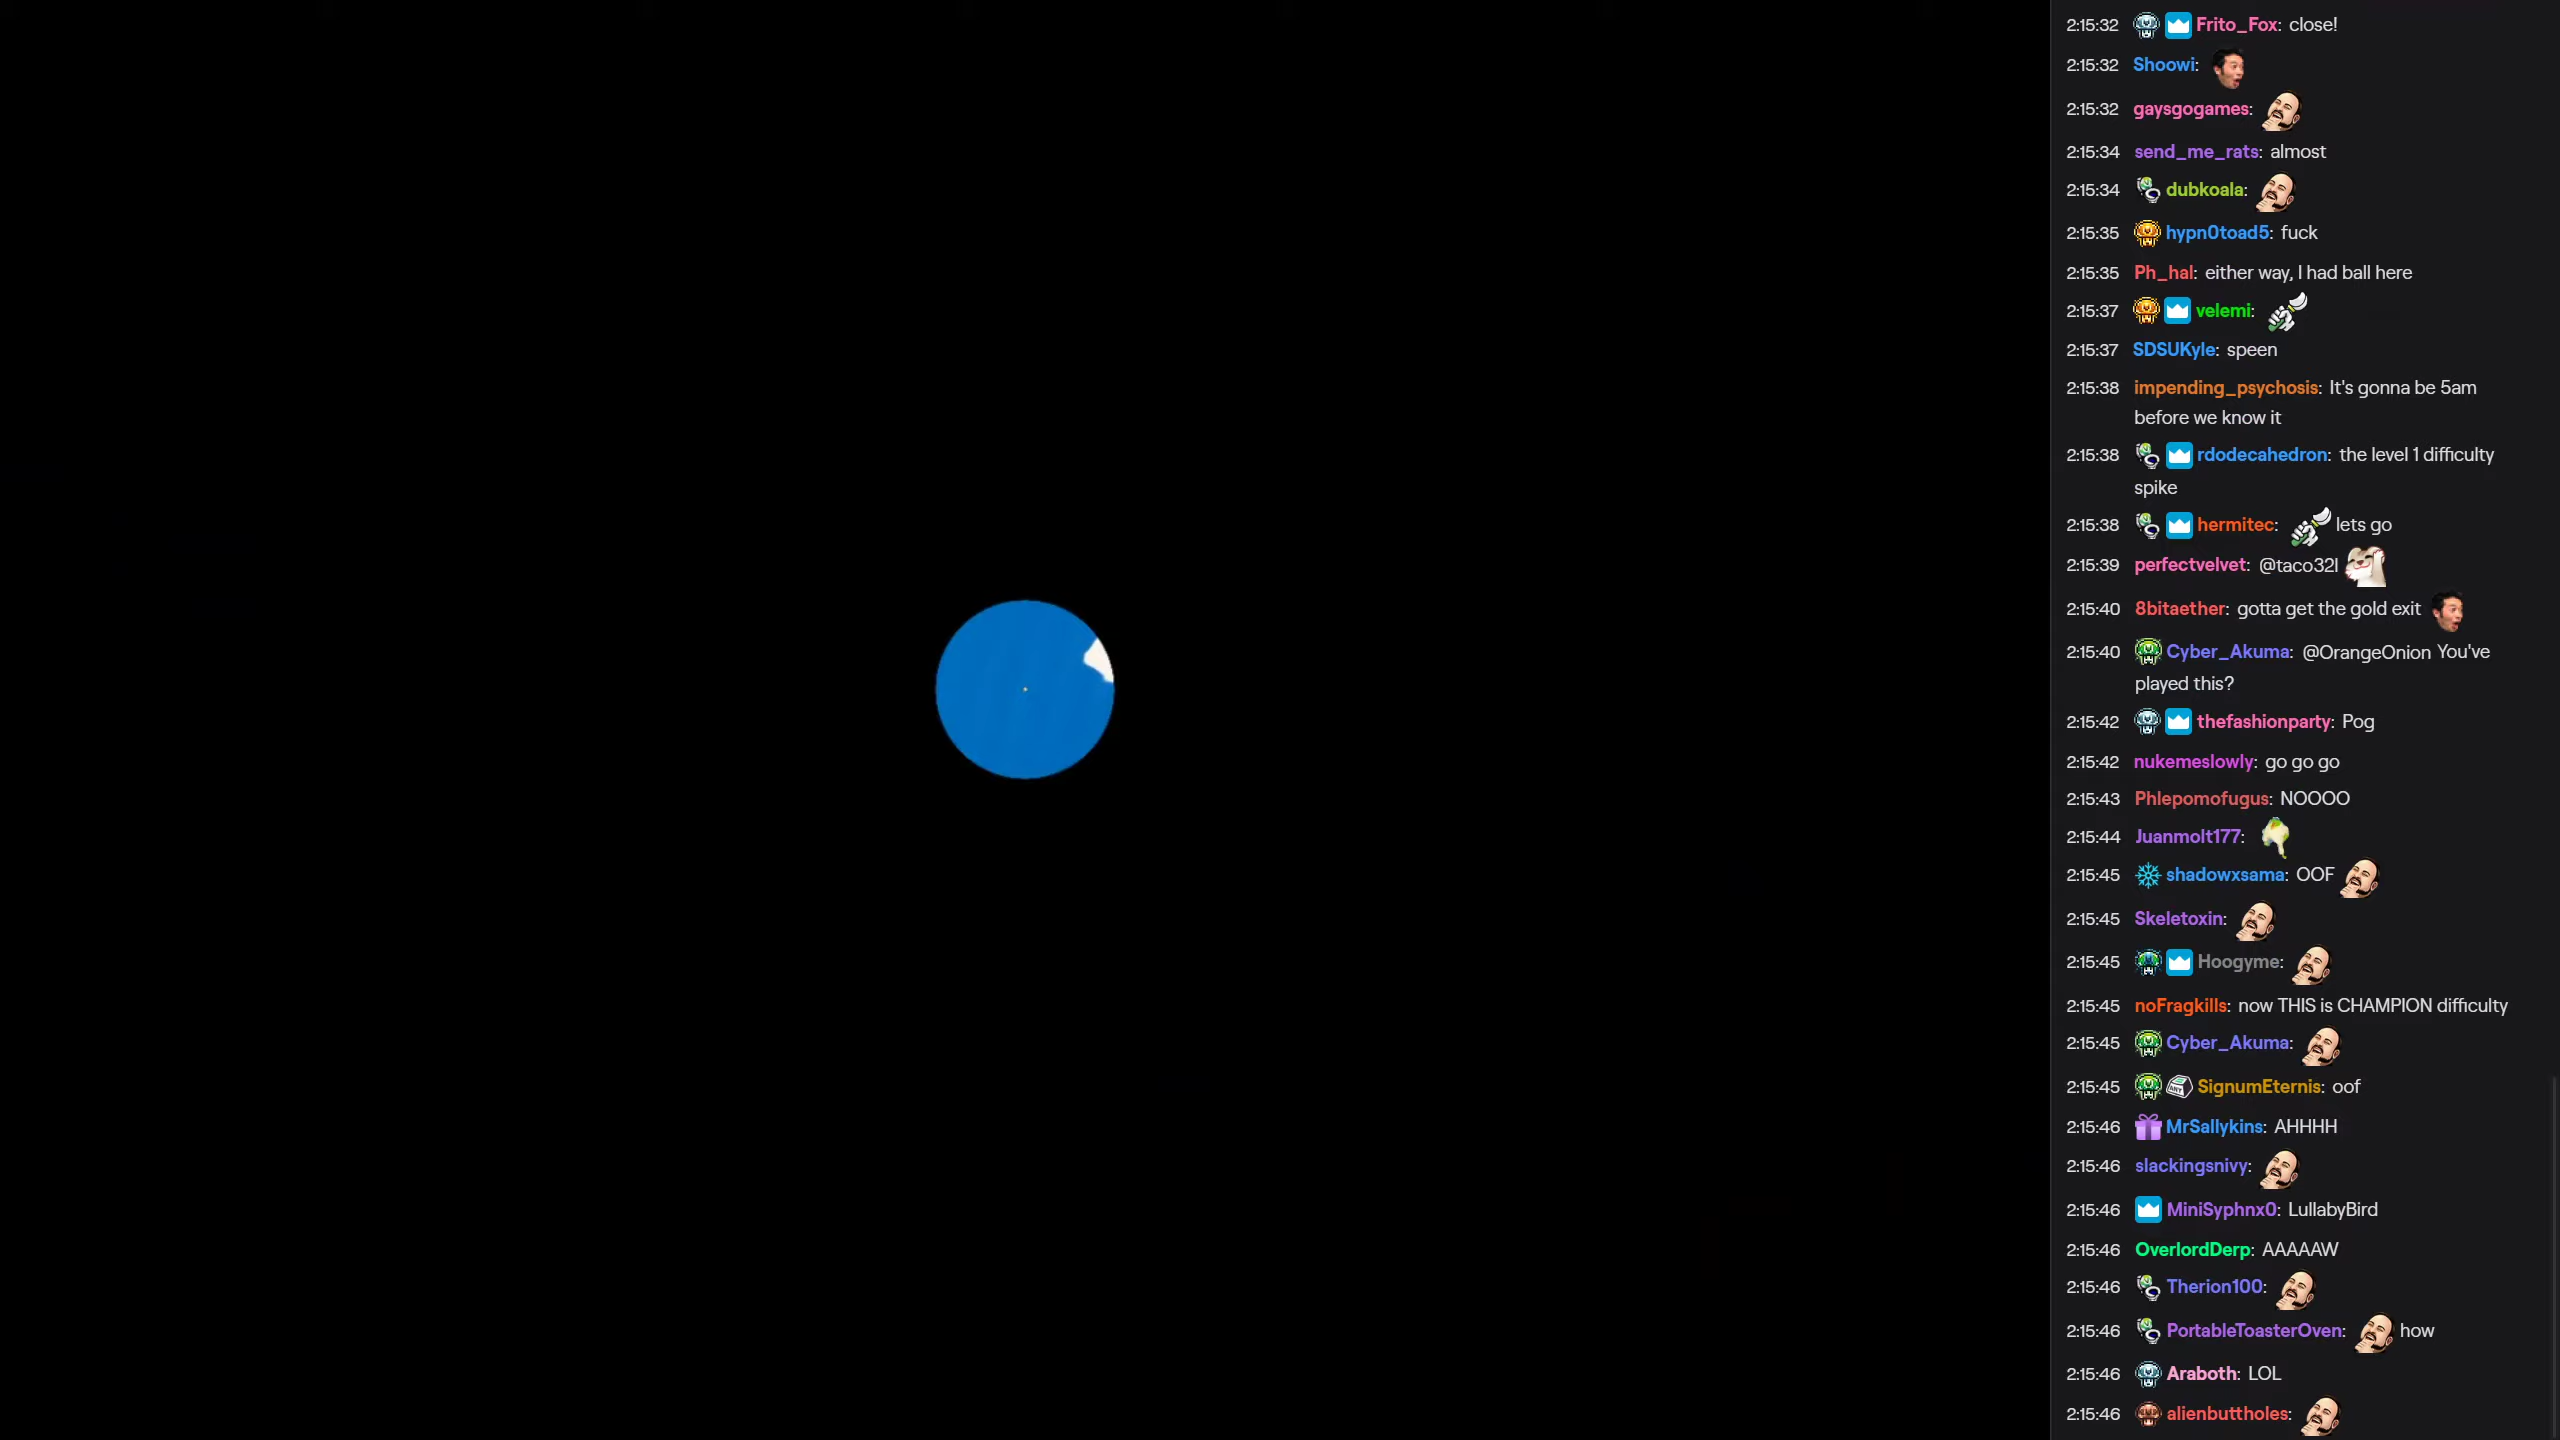 2:15:32 Frito_Fox: close!
2:15:32 Shoowi:
2:15:32 gaysgogames:
2:15:34 send_me_rats: almost
2:15:34 dubkoala:
2:15:35 hypn0toad5: fuck
2:15:35 Ph_hal: either way, I had ball here
2:15:37 velemi:
2:15:37 SDSUKyle: speen
2:15:38 impending_psychosis: It's gonna be 5am
before we know it
2:15:38 rdodecahedron: the level 1 difficulty
spike
2:15:38 hermitec: lets go
2:15:39 perfectvelvet: @taco32l
2:15:40 8bitaether: gotta get the gold exit
2:15:40 Cyber_Akuma: @OrangeOnion You've
played this?
2:15:42 thefashionparty: Pog
2:15:42 nukemeslowly: go go go
2:15:43 Phlepomofugus: NOOOO
2:15:44 Juanmolt177:
2:15:45 shadowxsama: OOF
2:15:45 Skeletoxin:
2:15:45 Hoogyme:
2:15:45 noFragkills: now THIS is CHAMPION difficulty
2:15:45 Cyber_Akuma:
2:15:45 SignumEternis: oof
2:15:46 MrSallykins: AHHHH
2:15:46 slackingsnivy:
2:15:46 MiniSyphnx0: LullabyBird
2:15:46 OverlordDerp: AAAAAW
2:15:46 Therion100:
2:15:46 PortableToasterOven: how
2:15:46 Araboth: LOL
2:15:46 alienbuttholes: